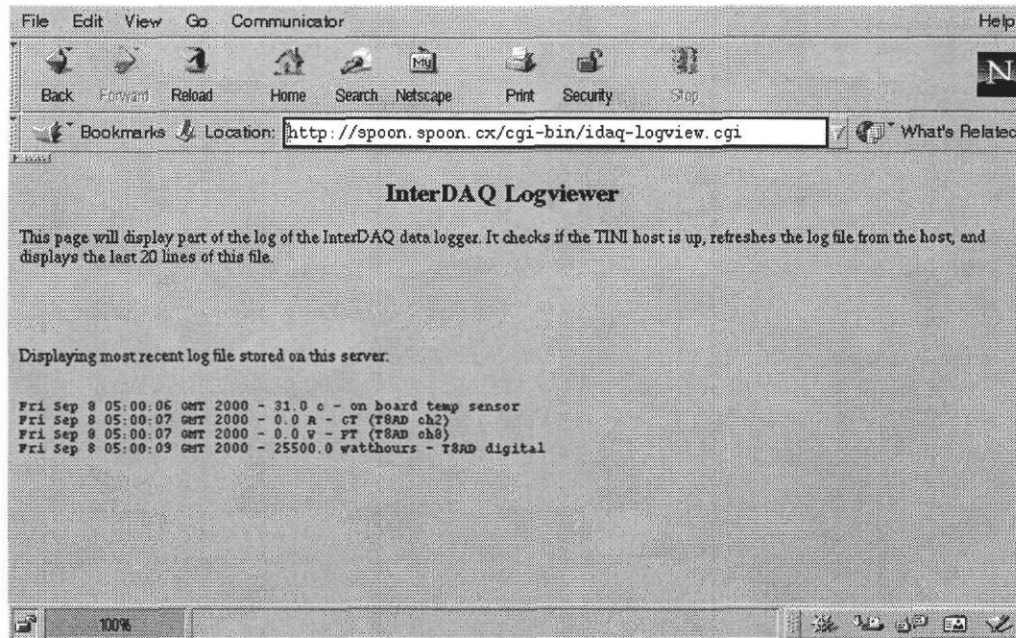 File Edit View Go Communicator Help
Back Forward Reload Home Search Netscape Print Security Stop
My
N
Bookmarks Location: http://spoon.spoon.cx/cgi-bin/idaq-logview.cgi What's Related
InterDAQ Logviewer
This page will display part of the log of the InterDAQ data logger. It checks if the TINI host is up, refreshes the log file from the host, and
displays the last 20 lines of this file.
Displaying most recent log file stored on this server:
Fri Sep 8 05:00:06 GMT 2000 - 31.0 c - on board temp sensor
Fri Sep 8 05:00:07 GMT 2000 - 0.0 A - CT (T8AD ch2)
Fri Sep 8 05:00:07 GMT 2000 - 0.0 V - PT (T8AD ch8)
Fri Sep 8 05:00:09 GMT 2000 - 25500.0 watthours - T8AD digital
100%